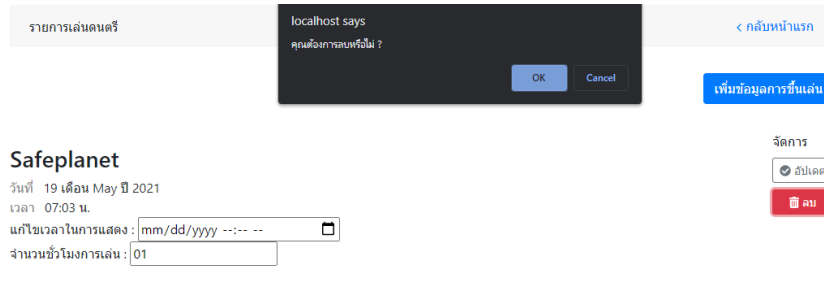 รายการเล่นดนตรี
localhost says
คุณต้องการลบหรือไม่ ?
OK Cancel
< กลับหน้าแรก
เพิ่มข้อมูลการขึ้นเล่น
Safeplanet
วันที่ 19 เดือน May ปี 2021
เวลา 07:03 น.
แก้ไขเวลาในการแสดง : mm/dd/yyyy --:-- --
จำนวนชั่วโมงการเล่น : 01
จัดการ
อัปเดต
ลบ